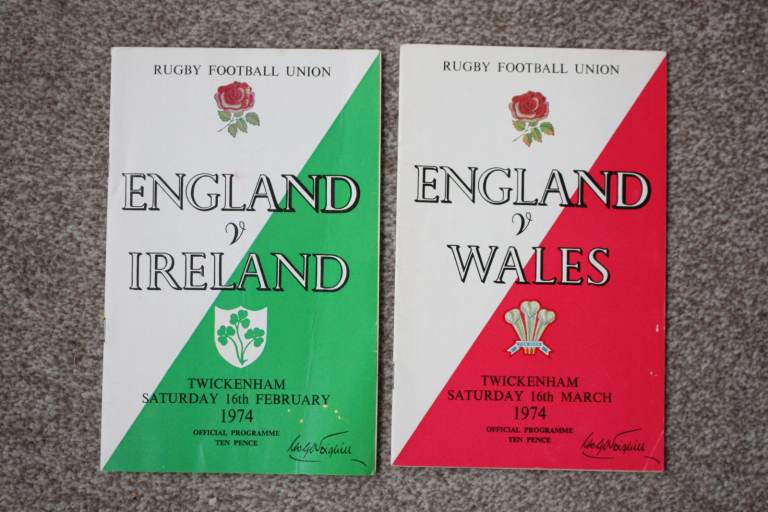 RUGBY FOOTBALL UNION
ENGLAND
v
IRELAND
TWICKENHAM
SATURDAY 16th FEBRUARY
1974
OFFICIAL PROGRAMME
TEN PENCE
RUGBY FOOTBALL UNION
ENGLAND
v
WALES
TWICKENHAM
SATURDAY 16th MARCH
1974
OFFICIAL PROGRAMME
TEN PENCE